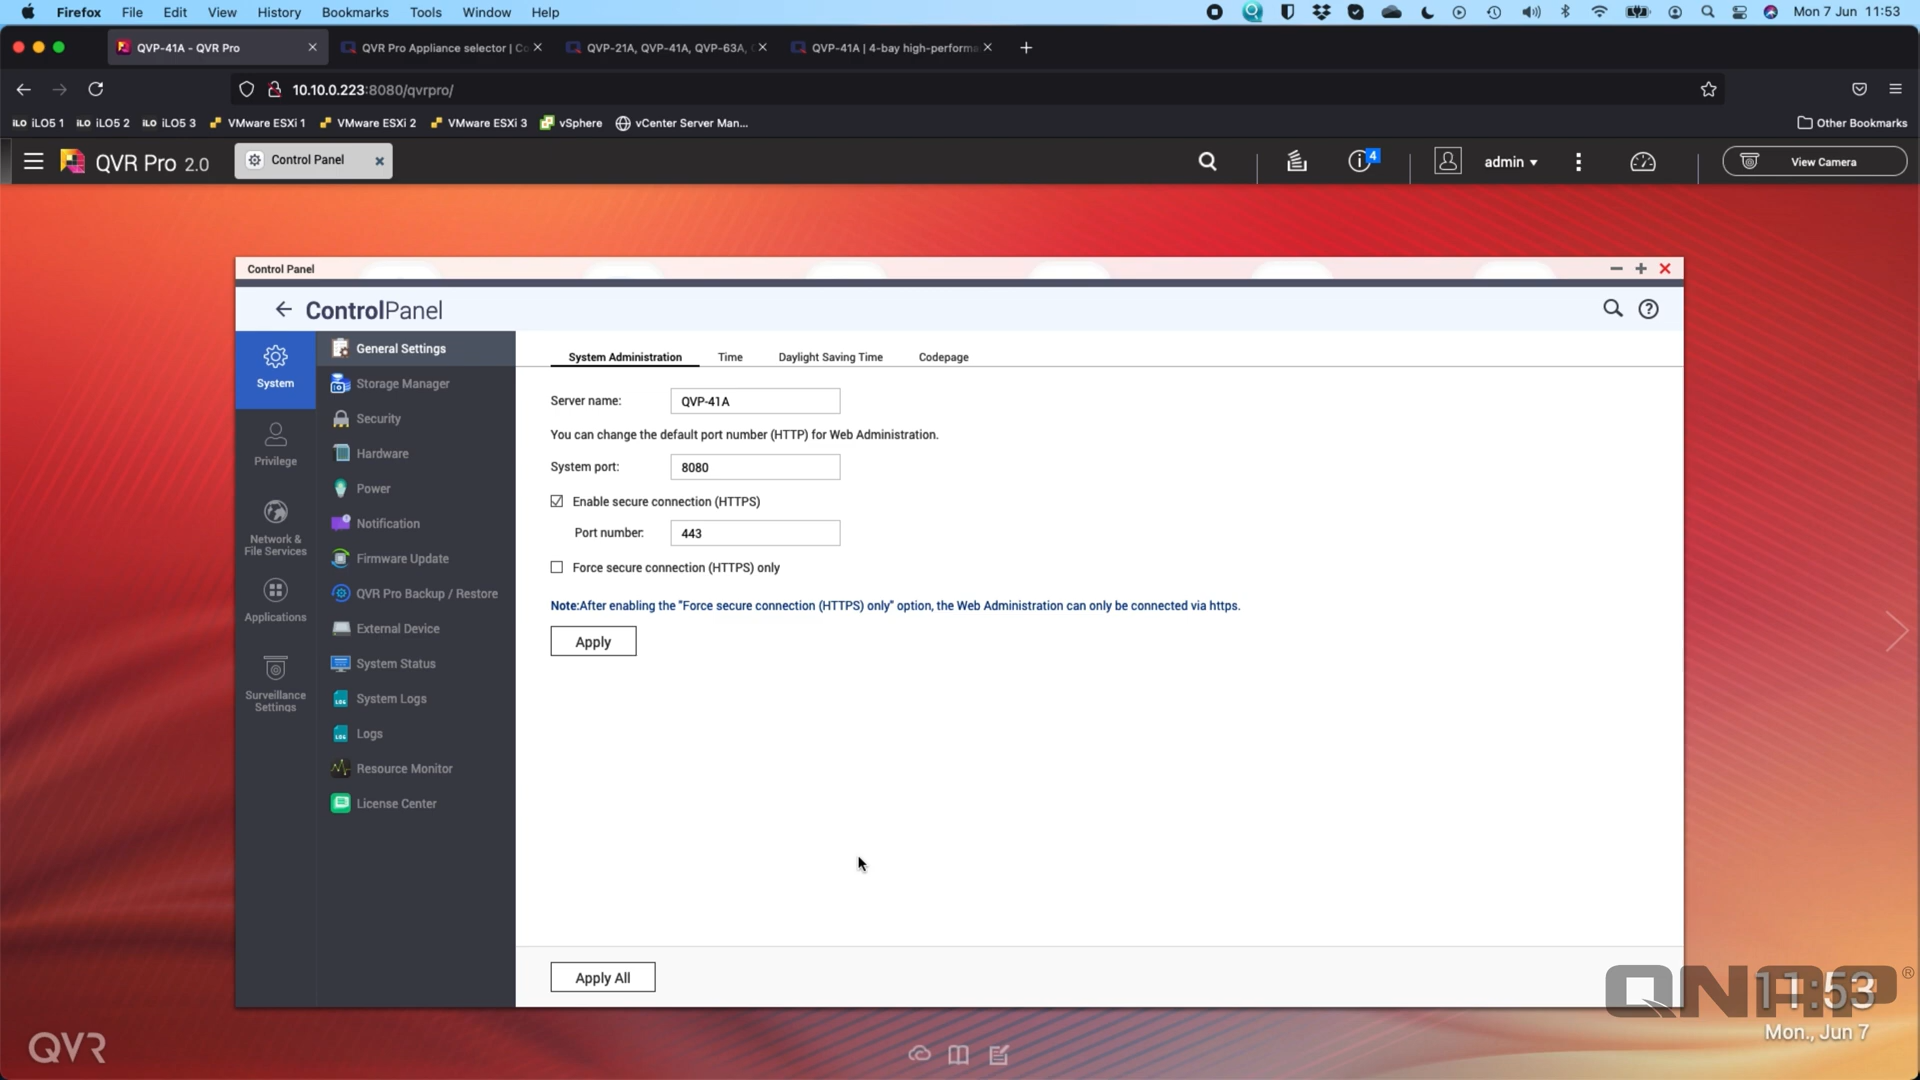 Firefox File Edit View History Bookmarks Tools Window Help Mon 7 Jun 11:53
QVP-41A - QVR Pro QVR Pro Appliance selector | Co QVP-21A, QVP-41A, QVP-63A, QVP-41A | 4-bay high-performa
10.10.0.223:8080/qvrpro/
iLO iLO5 1 iLO iLO5 2 iLO iLO5 3 VMware ESXi 1 VMware ESXi 2 VMware ESXi 3 vSphere vCenter Server Man... Other Bookmarks
QVR Pro 2.0 Control Panel 4 admin View Camera
Control Panel
ControlPanel
System
Privilege
Network &
File Services
Applications
Surveillance
Settings
General Settings
Storage Manager
Security
Hardware
Power
Notification
Firmware Update
QVR Pro Backup / Restore
External Device
System Status
System Logs
Logs
Resource Monitor
License Center
System Administration Time Daylight Saving Time Codepage
Server name: QVP-41A
You can change the default port number (HTTP) for Web Administration.
System port: 8080
Enable secure connection (HTTPS)
Port number: 443
Force secure connection (HTTPS) only
Note:After enabling the "Force secure connection (HTTPS) only" option, the Web Administration can only be connected via https.
Apply
Apply All
QNAP®
11:53
Mon., Jun 7
QVR